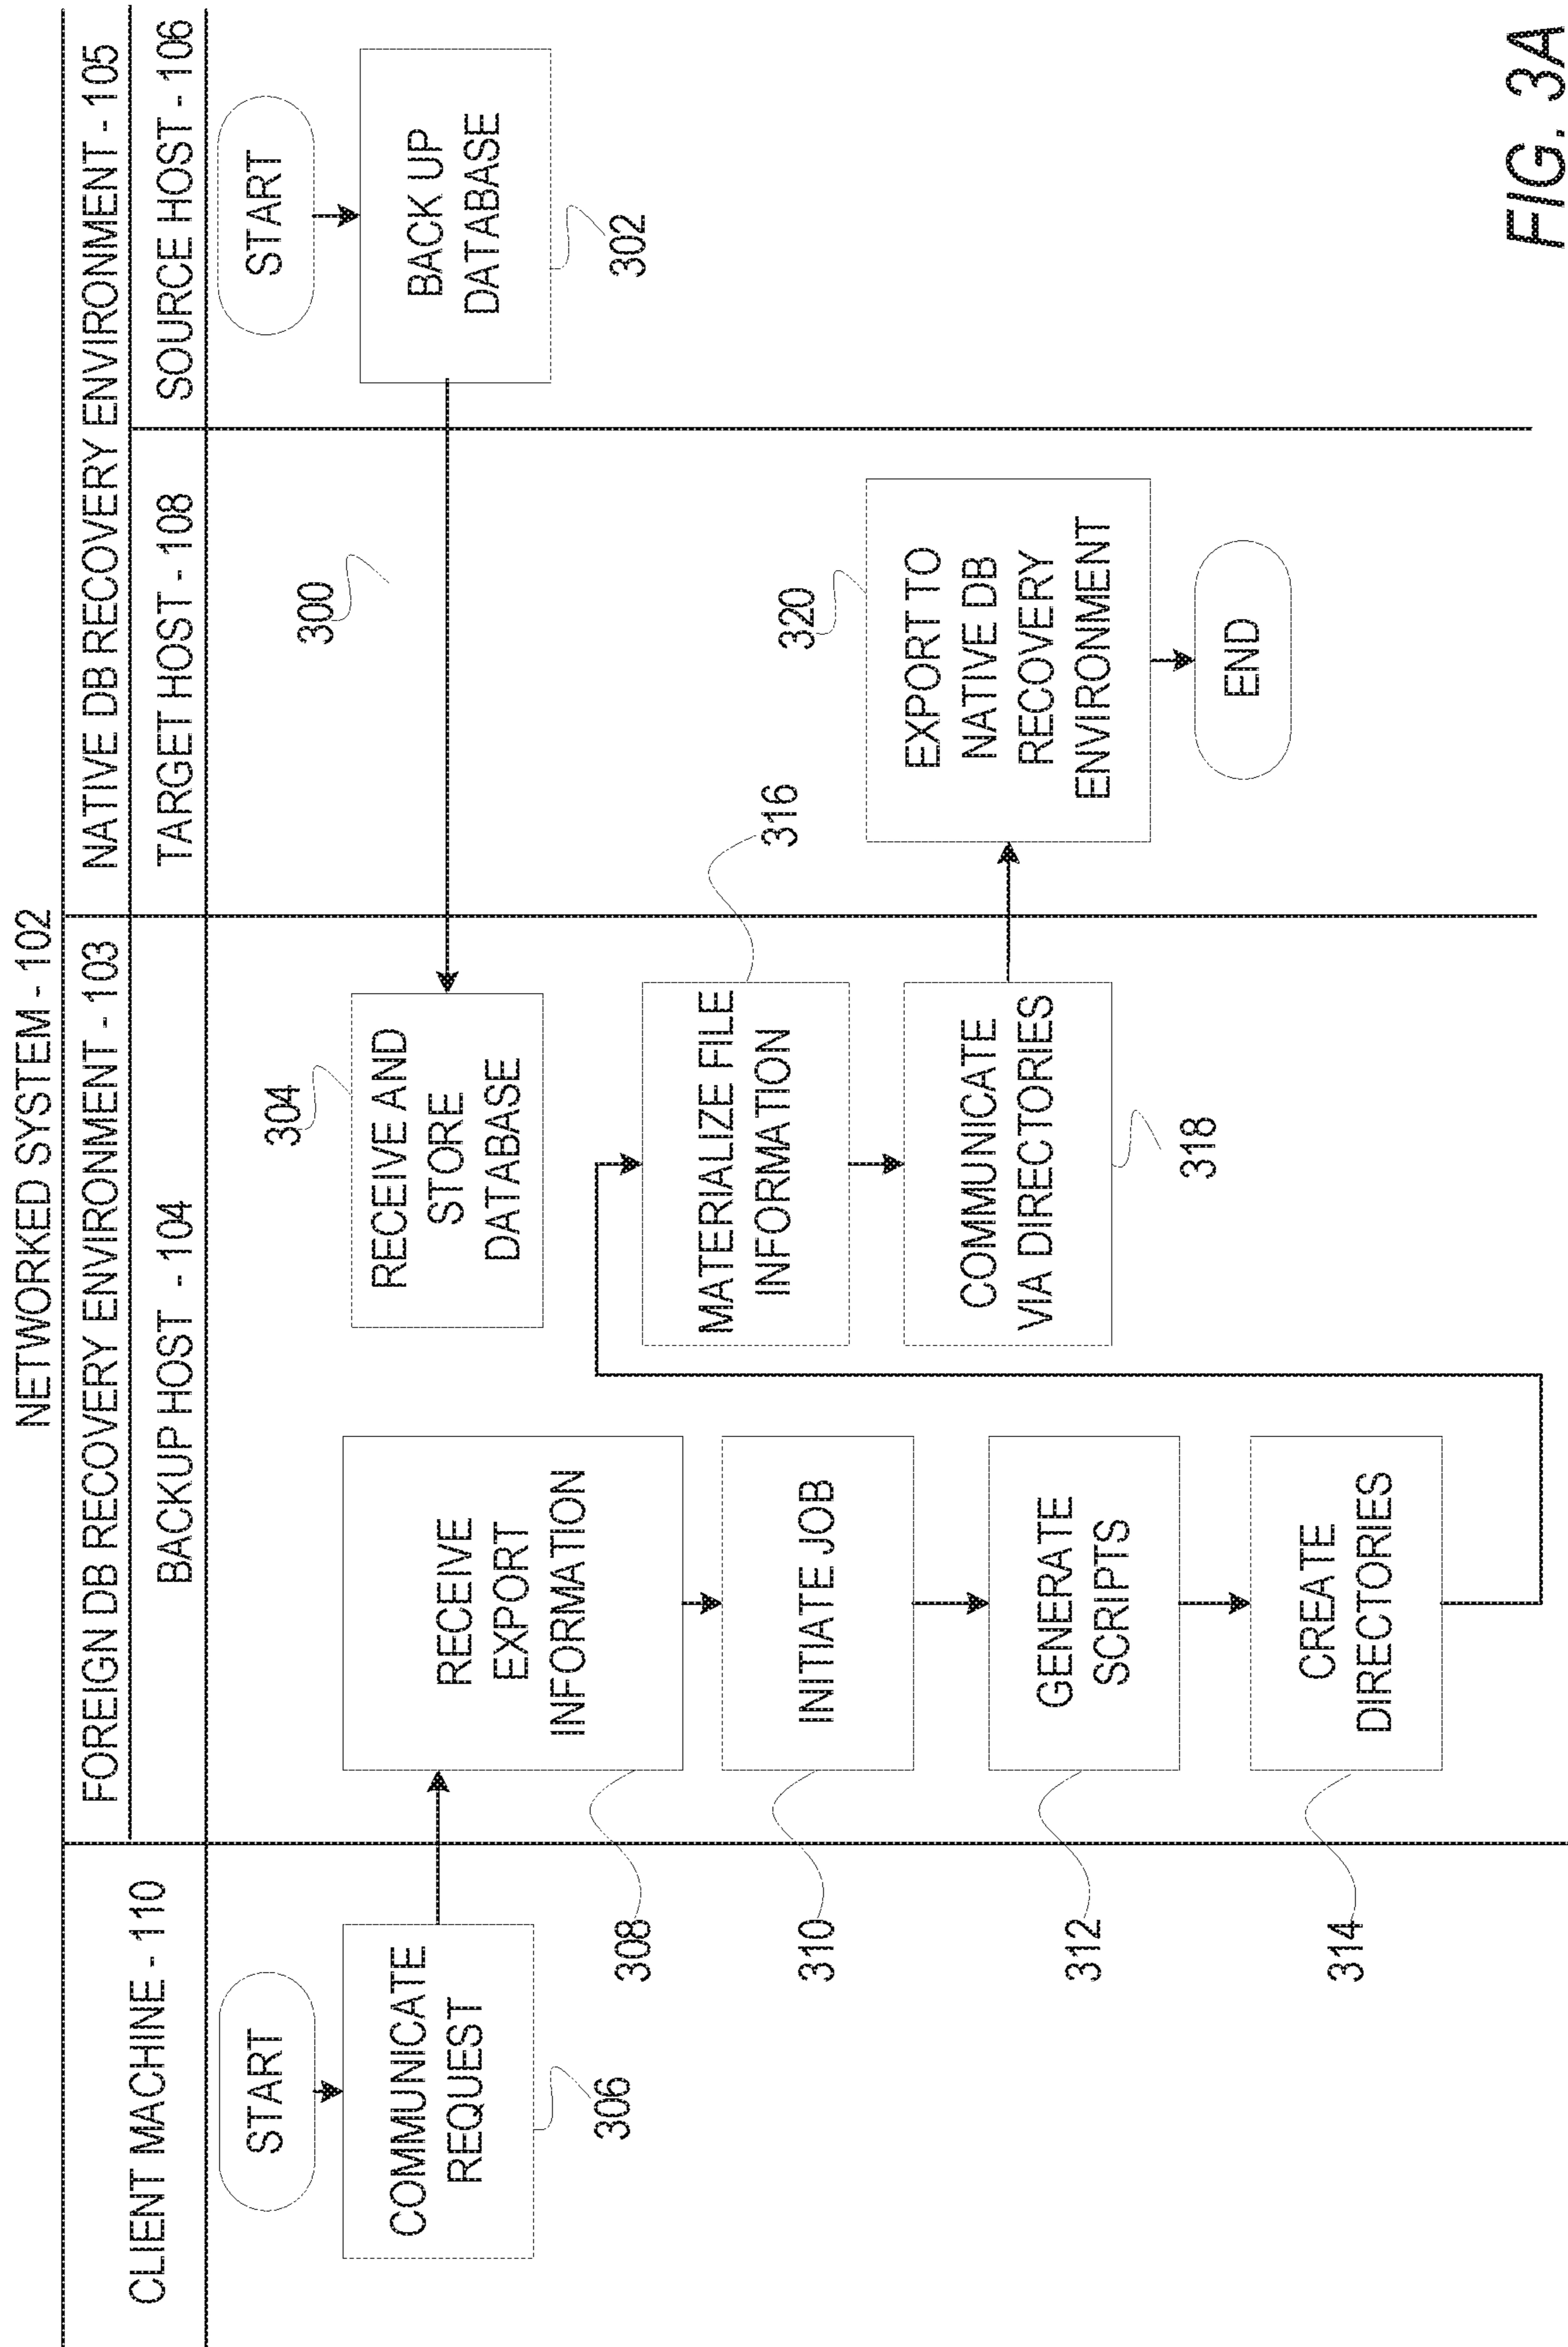 NETWORKED SYSTEM - 102
CLIENT MACHINE - 110
FOREIGN DB RECOVERY ENVIRONMENT - 103
NATIVE DB RECOVERY ENVIRONMENT - 105
BACKUP HOST - 104
TARGET HOST - 108
SOURCE HOST - 106
START
COMMUNICATE
REQUEST
306
RECEIVE
EXPORT
INFORMATION
308
INITIATE JOB
310
GENERATE
SCRIPTS
312
CREATE
DIRECTORIES
314
304
RECEIVE AND
STORE
DATABASE
MATERIALIZE FILE
INFORMATION
316
COMMUNICATE
VIA DIRECTORIES
318
300
320
EXPORT TO
NATIVE DB
RECOVERY
ENVIRONMENT
END
START
BACK UP
DATABASE
302
FIG. 3A